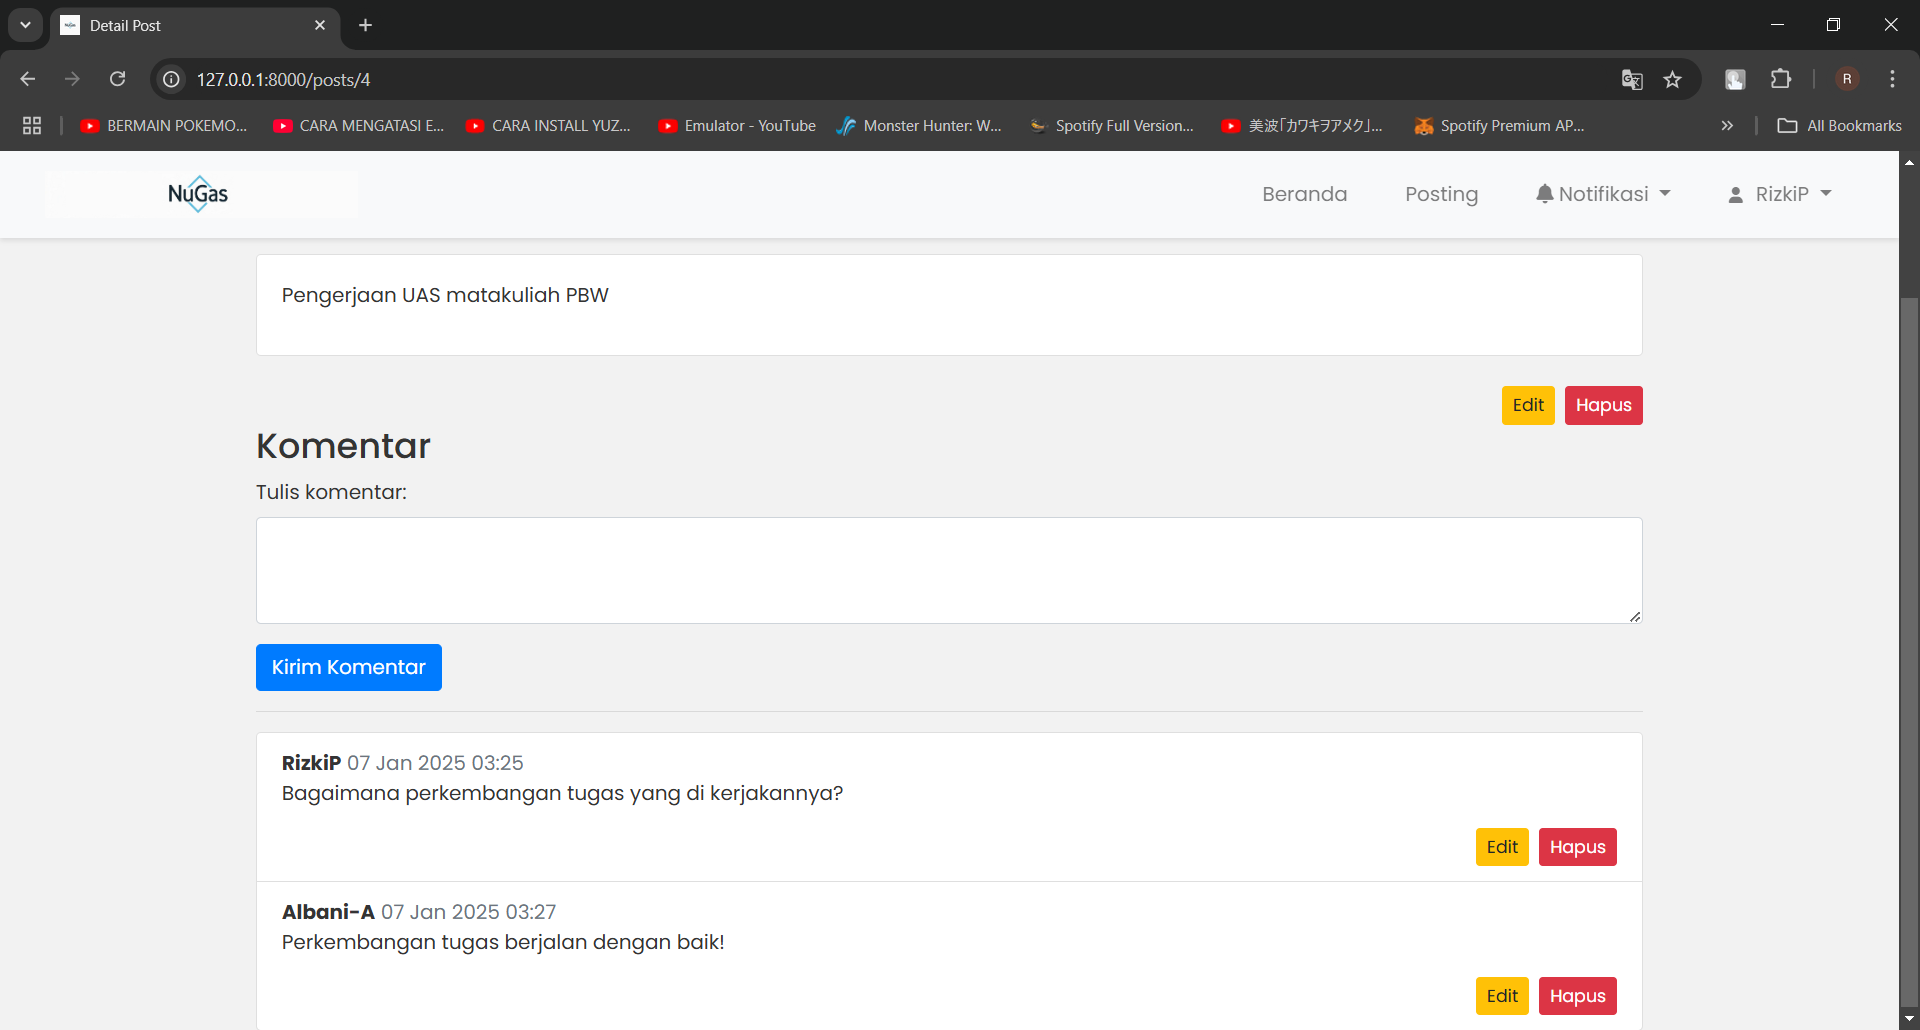 Detail Post
127.0.0.1:8000/posts/4
R
BERMAIN POKEMO...
CARA MENGATASI E...
CARA INSTALL YUZ...
Emulator - YouTube
Monster Hunter: W...
Spotify Full Version...
美波「カワキヲアメク」...
Spotify Premium AP...
All Bookmarks
NuGas
Beranda
Posting
Notifikasi
RizkiP
Pengerjaan UAS matakuliah PBW
Edit
Hapus
Komentar
Tulis komentar:
Kirim Komentar
RizkiP 07 Jan 2025 03:25
Bagaimana perkembangan tugas yang di kerjakannya?
Edit
Hapus
Albani-A 07 Jan 2025 03:27
Perkembangan tugas berjalan dengan baik!
Edit
Hapus